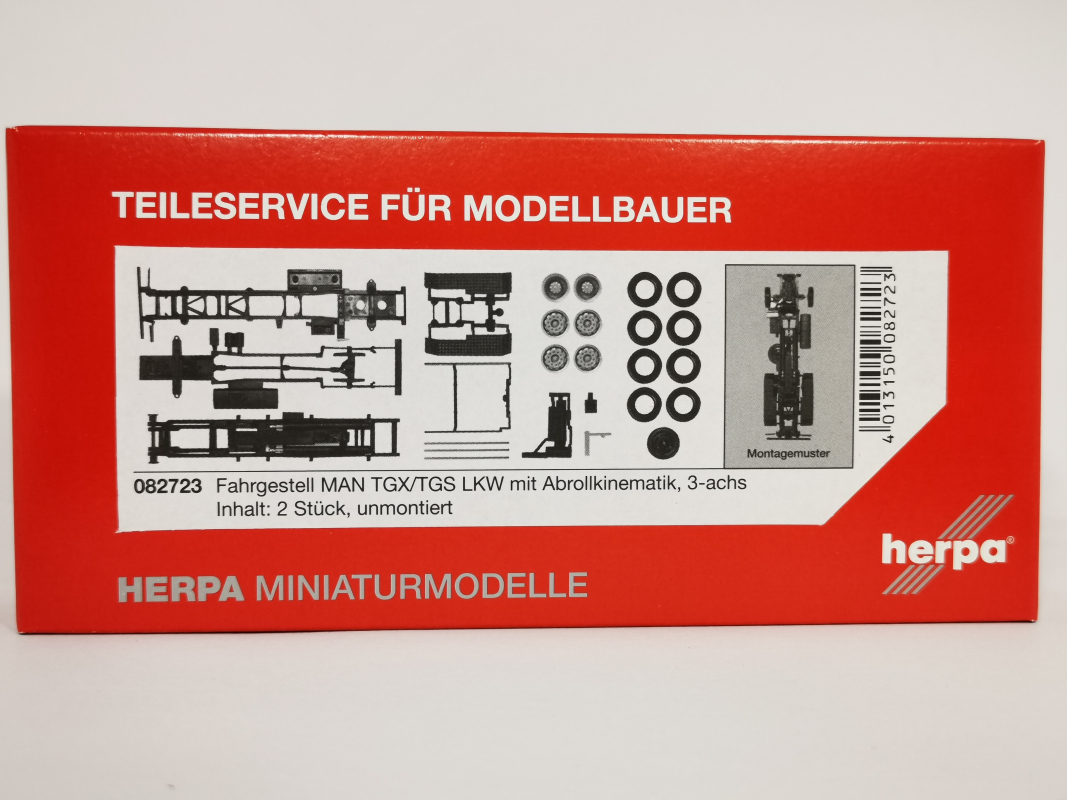 TEILESERVICE FÜR MODELLBAUER
4 013150 082723
Montagemuster
082723 Fahrgestell MAN TGX/TGS LKW mit Abrollkinematik, 3-achs
Inhalt: 2 Stück, unmontiert
herpa®
HERPA MINIATURMODELLE